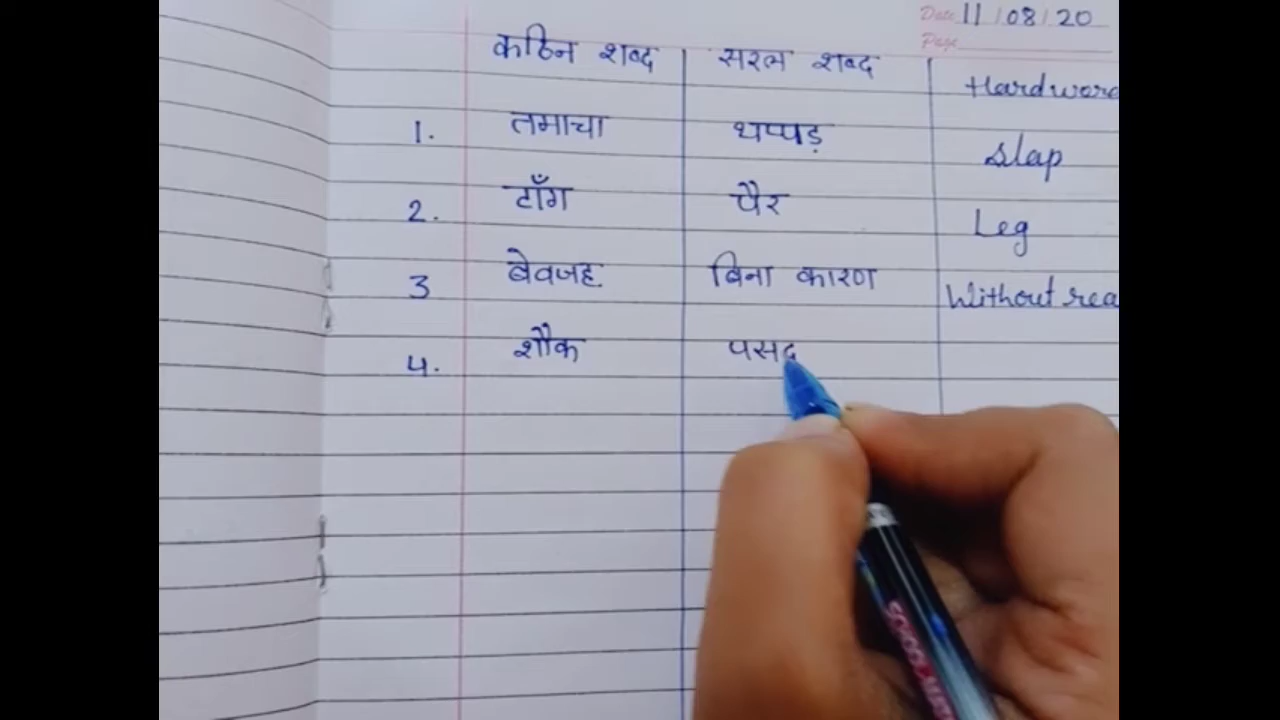 Date 11/08/20
Page
कठिन शब्द सरल शब्द Hardword
1. तमाचा थप्पड़ Slap
2. टाँग पैर Leg
3 बेवजह बिना कारण Without rea
4. शौक पसद